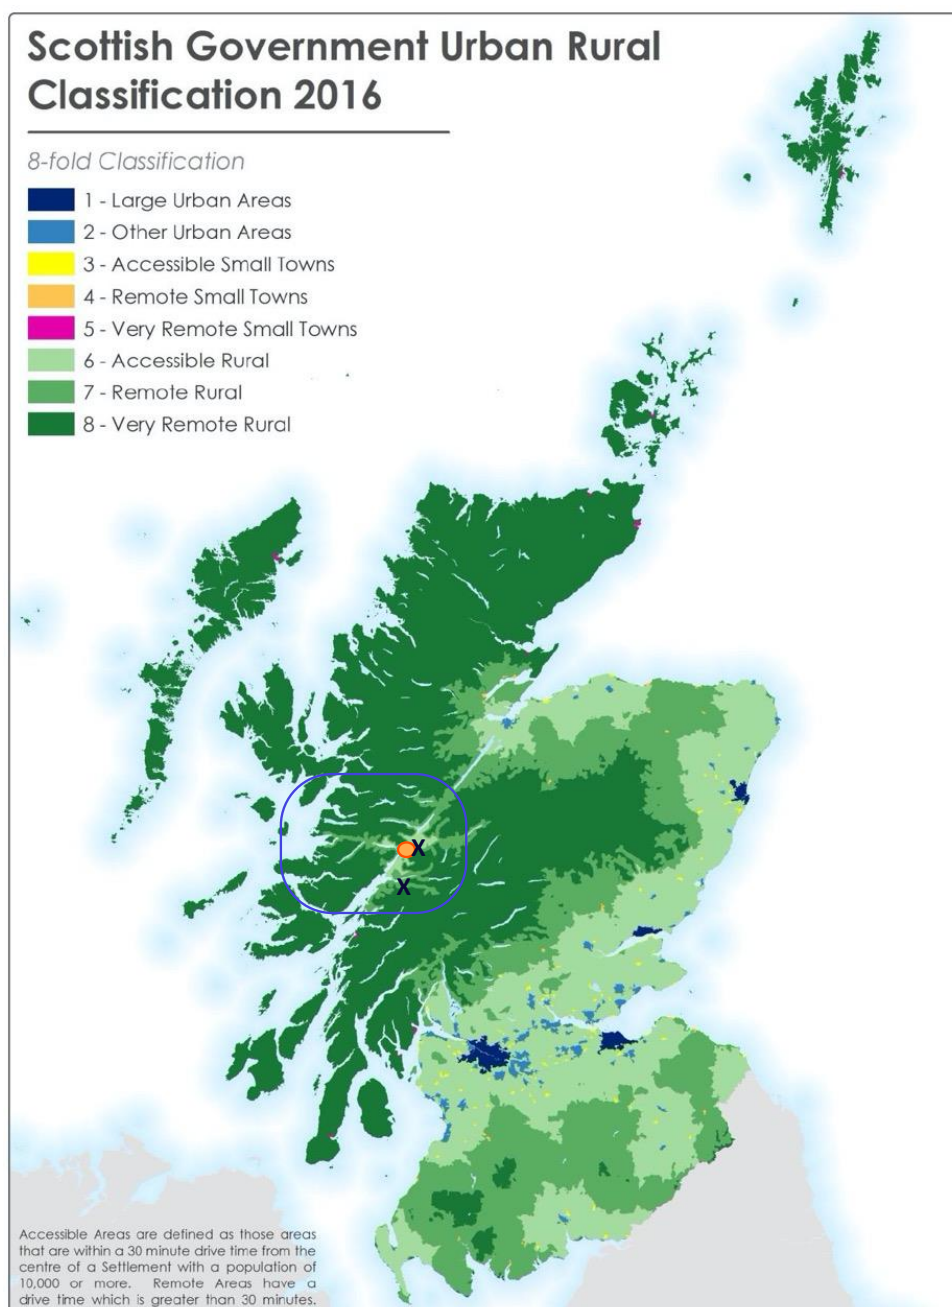 Scottish Government Urban Rural
Classification 2016
8-fold Classification
1 - Large Urban Areas
2 - Other Urban Areas
3 - Accessible Small Towns
4 - Remote Small Towns
5 - Very Remote Small Towns
6 - Accessible Rural
7 - Remote Rural
8 - Very Remote Rural
X
X
Accessible Areas are defined as those areas
that are within a 30 minute drive time from the
centre of a Settlement with a population of
10,000 or more. Remote Areas have a
drive time which is greater than 30 minutes.